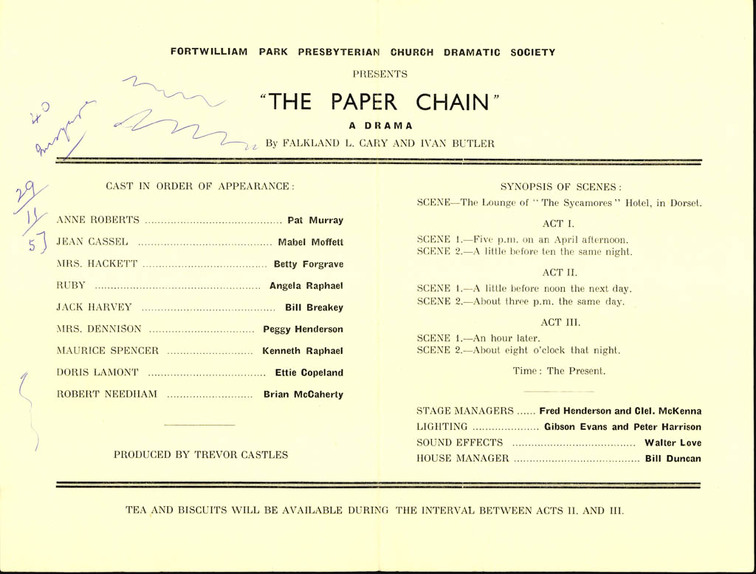 FORTWILLIAM PARK PRESBYTERIAN CHURCH DRAMATIC SOCIETY
PRESENTS
"THE PAPER CHAIN"
A DRAMA
By FALKLAND L. CARY AND IVAN BUTLER
40
29
11
57
CAST IN ORDER OF APPEARANCE:
ANNE ROBERTS ........ Pat Murray
JEAN CASSEL ........ Mabel Moffett
MRS. HACKETT ........ Betty Forgrave
RUBY ........ Angela Raphael
JACK HARVEY ........ Bill Breakey
MRS. DENNISON ........ Peggy Henderson
MAURICE SPENCER ........ Kenneth Raphael
DORIS LAMONT ........ Ettie Copeland
ROBERT NEEDHAM ........ Brian McCaherty
PRODUCED BY TREVOR CASTLES
SYNOPSIS OF SCENES:
SCENE—The Lounge of "The Sycamores" Hotel, in Dorset.
ACT I.
SCENE 1.—Five p.m. on an April afternoon.
SCENE 2.—A little before ten the same night.
ACT II.
SCENE 1.—A little before noon the next day.
SCENE 2.—About three p.m. the same day.
ACT III.
SCENE 1.—An hour later.
SCENE 2.—About eight o'clock that night.
Time: The Present.
STAGE MANAGERS ...... Fred Henderson and Clel. McKenna
LIGHTING ........ Gibson Evans and Peter Harrison
SOUND EFFECTS ........ Walter Love
HOUSE MANAGER ........ Bill Duncan
TEA AND BISCUITS WILL BE AVAILABLE DURING THE INTERVAL BETWEEN ACTS II. AND III.